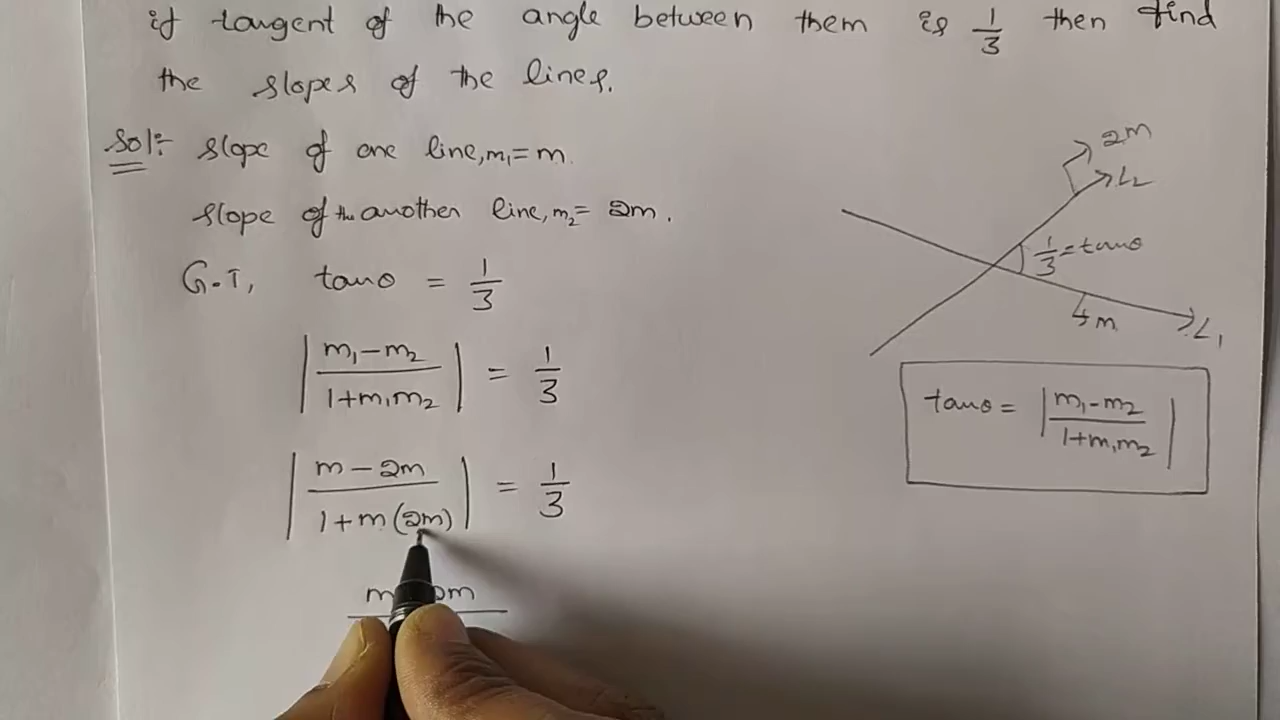 if tangent of the angle between them is 1/3 then find
the slopes of the lines.
Sol:- slope of one line, m₁ = m.
slope of the another line, m₂ = 2m.
G.T, tanθ = 1/3
|m₁-m₂ / 1+m₁m₂| = 1/3
|m-2m / 1+m(2m)| = 1/3
2m
L₂
1/3 = tanθ
m
L₁
tanθ = |m₁-m₂ / 1+m₁m₂|